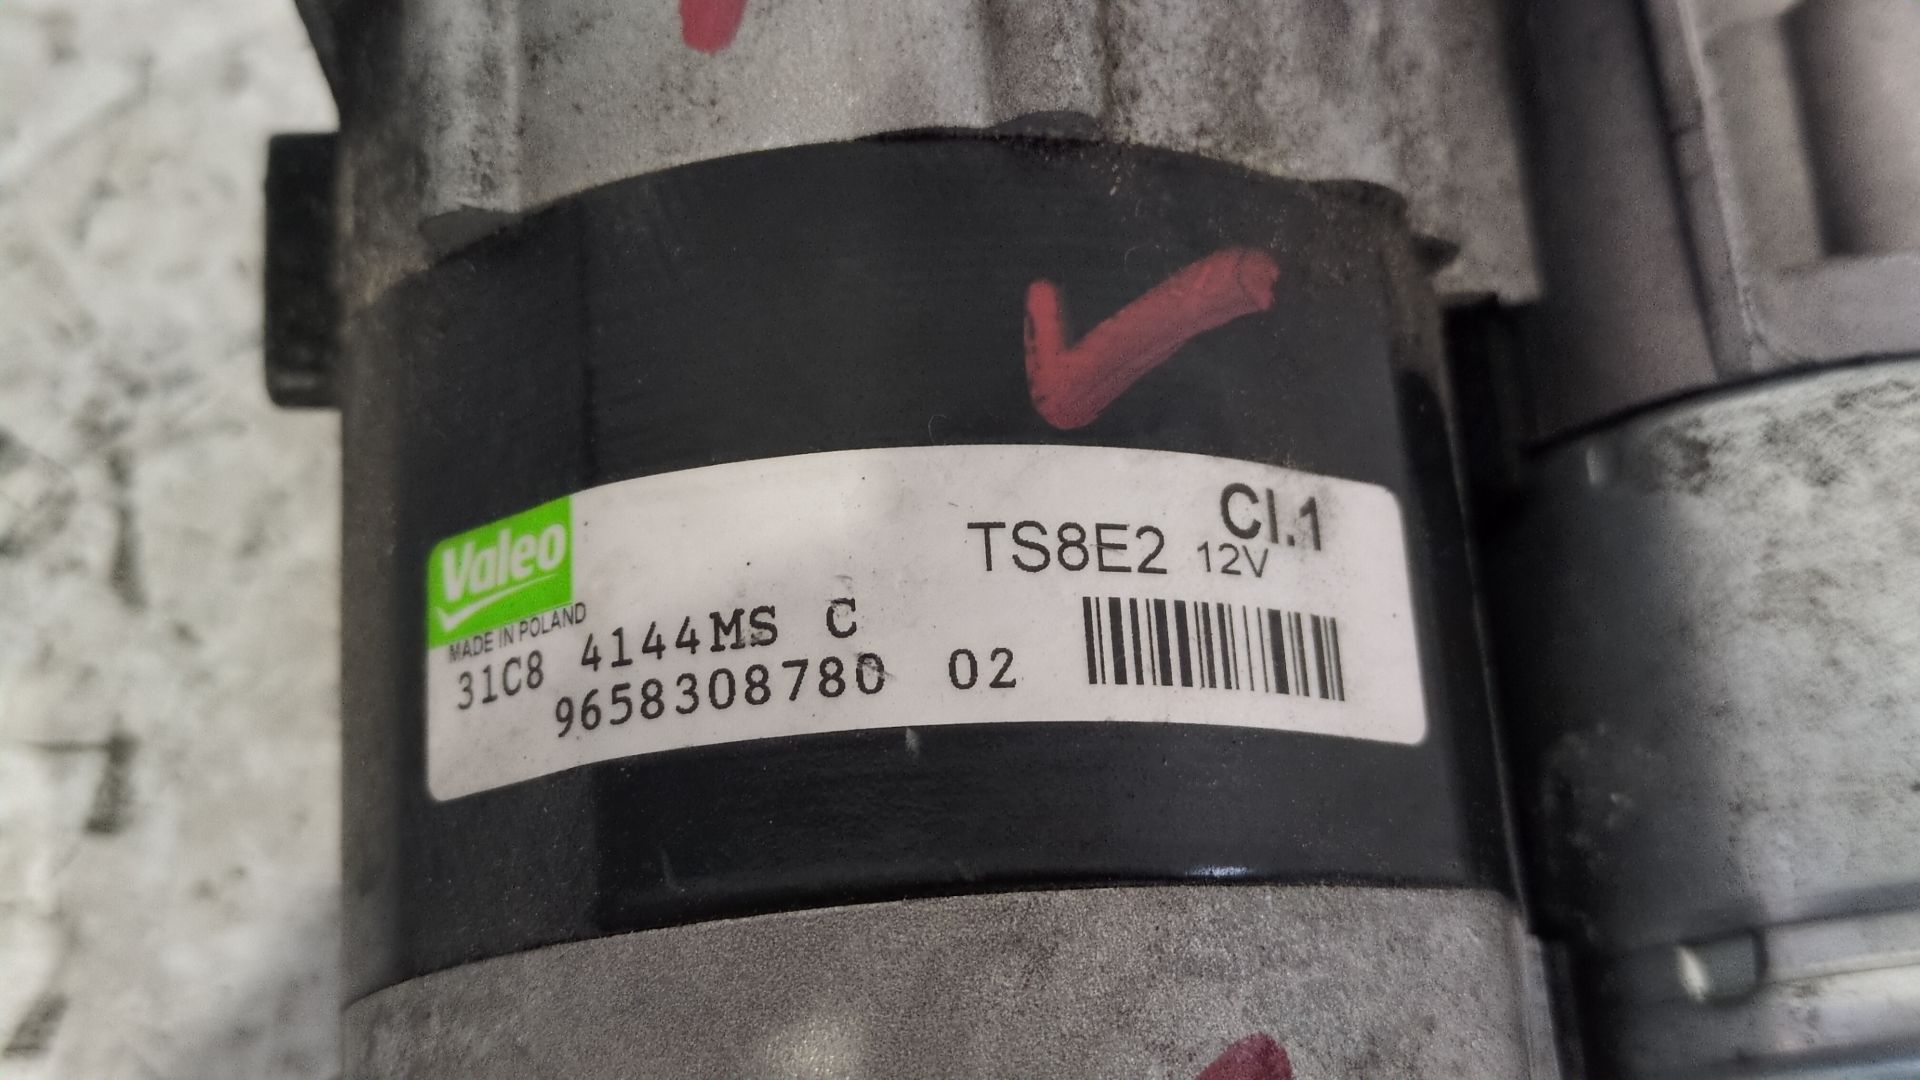 Valeo
MADE IN POLAND
TS8E2 12V Cl.1
31C8 4144MS C
9658308780 02